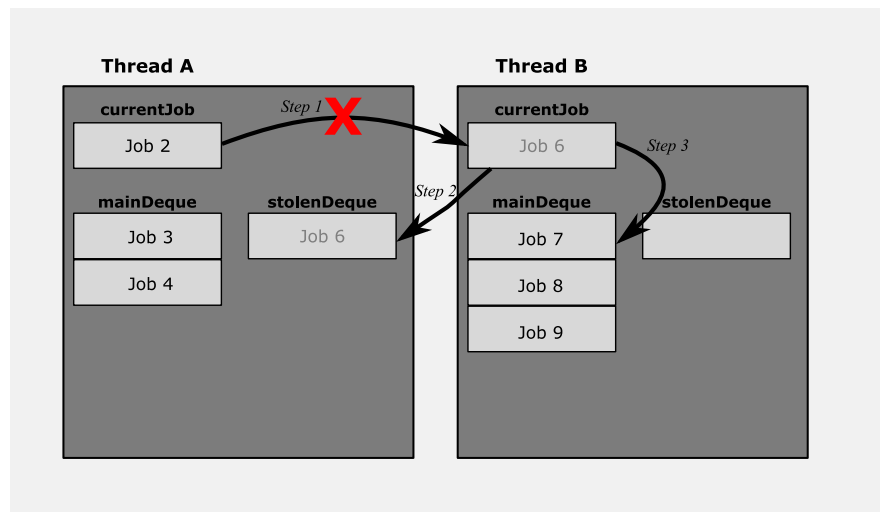 Thread A
currentJob
Job 2
mainDeque
Job 3
Job 4
stolenDeque
Job 6
Step 1
X
Step 2
Thread B
currentJob
Job 6
Step 3
mainDeque
Job 7
Job 8
Job 9
stolenDeque